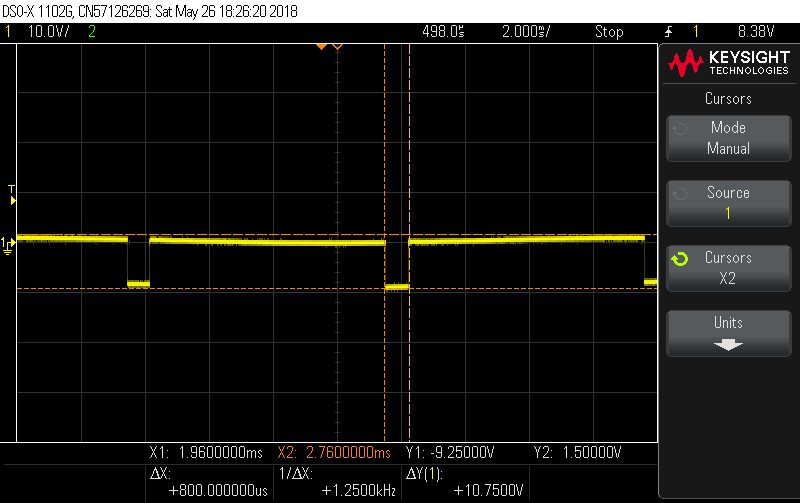 DSO-X 1102G, CN57126269: Sat May 26 18:26:20 2018
1 10.0V/ 2 498.0s 2.000s/ Stop 1 8.38V
KEYSIGHT
TECHNOLOGIES
Cursors
Mode
Manual
T
Source
1
1
Cursors
X2
Units
X1: 1.9600000ms X2: 2.7600000ms Y1: -9.25000V Y2: 1.50000V
ΔX: 1/ΔX: ΔY(1):
+800.000000us +1.2500kHz +10.7500V